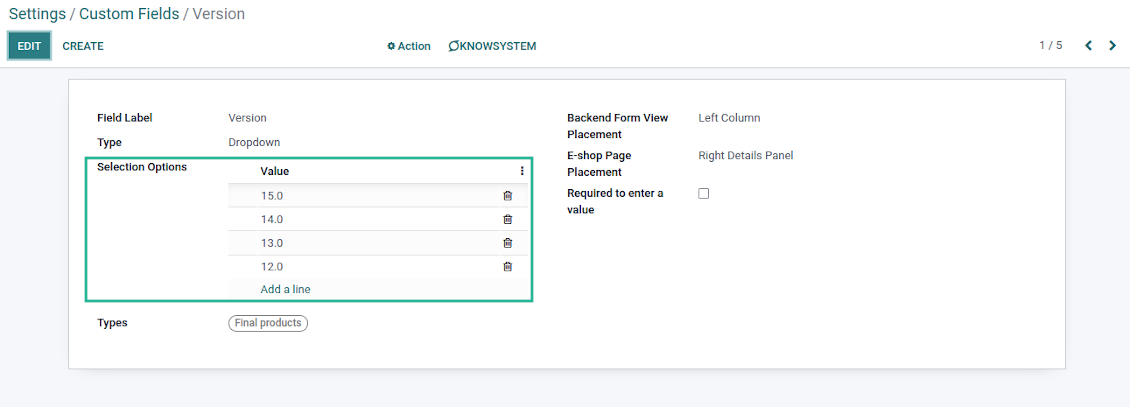 Settings / Custom Fields / Version
EDIT CREATE Action KNOWSYSTEM 1 / 5
Field Label Version
Type Dropdown
Selection Options
Value
15.0
14.0
13.0
12.0
Add a line
Types Final products
Backend Form View Left Column
Placement
E-shop Page Right Details Panel
Placement
Required to enter a
value